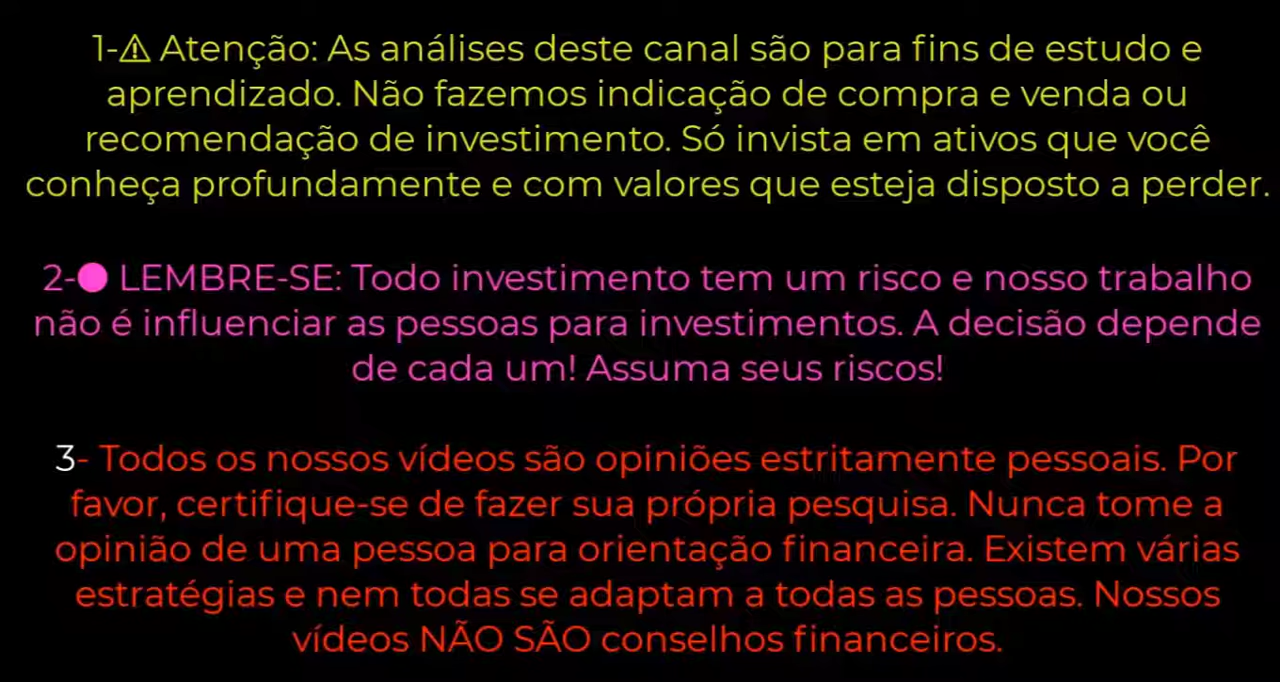 1-⚠ Atenção: As análises deste canal são para fins de estudo e
aprendizado. Não fazemos indicação de compra e venda ou
recomendação de investimento. Só invista em ativos que você
conheça profundamente e com valores que esteja disposto a perder.
2-● LEMBRE-SE: Todo investimento tem um risco e nosso trabalho
não é influenciar as pessoas para investimentos. A decisão depende
de cada um! Assuma seus riscos!
3- Todos os nossos vídeos são opiniões estritamente pessoais. Por
favor, certifique-se de fazer sua própria pesquisa. Nunca tome a
opinião de uma pessoa para orientação financeira. Existem várias
estratégias e nem todas se adaptam a todas as pessoas. Nossos
vídeos NÃO SÃO conselhos financeiros.